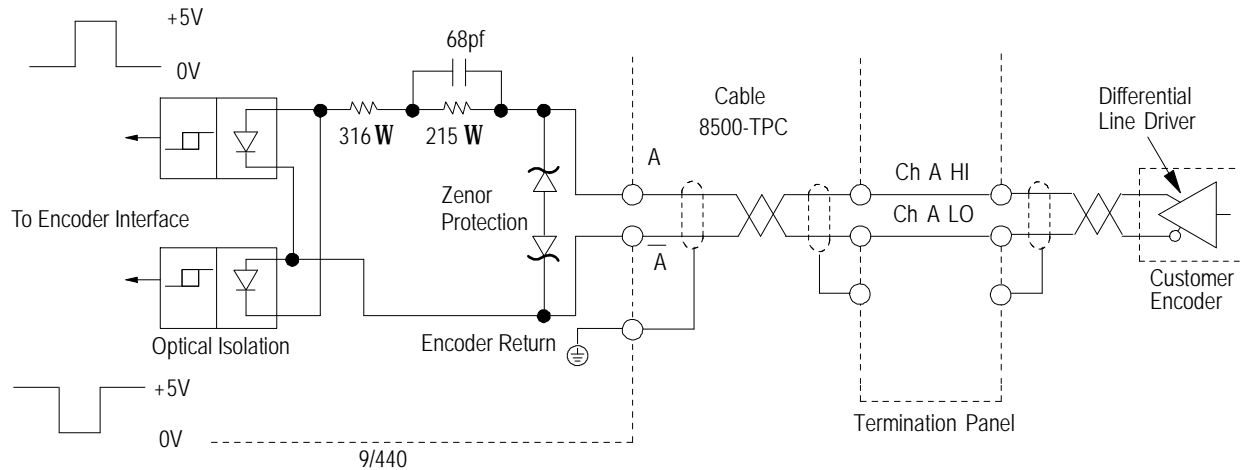 +5V
0V
68pf
316 W
215 W
Cable
8500-TPC
Differential
Line Driver
A
Ch A HI
Zenor
Protection
Ch A LO
To Encoder Interface
A
Customer
Encoder
Optical Isolation
Encoder Return
+5V
0V
Termination Panel
9/440